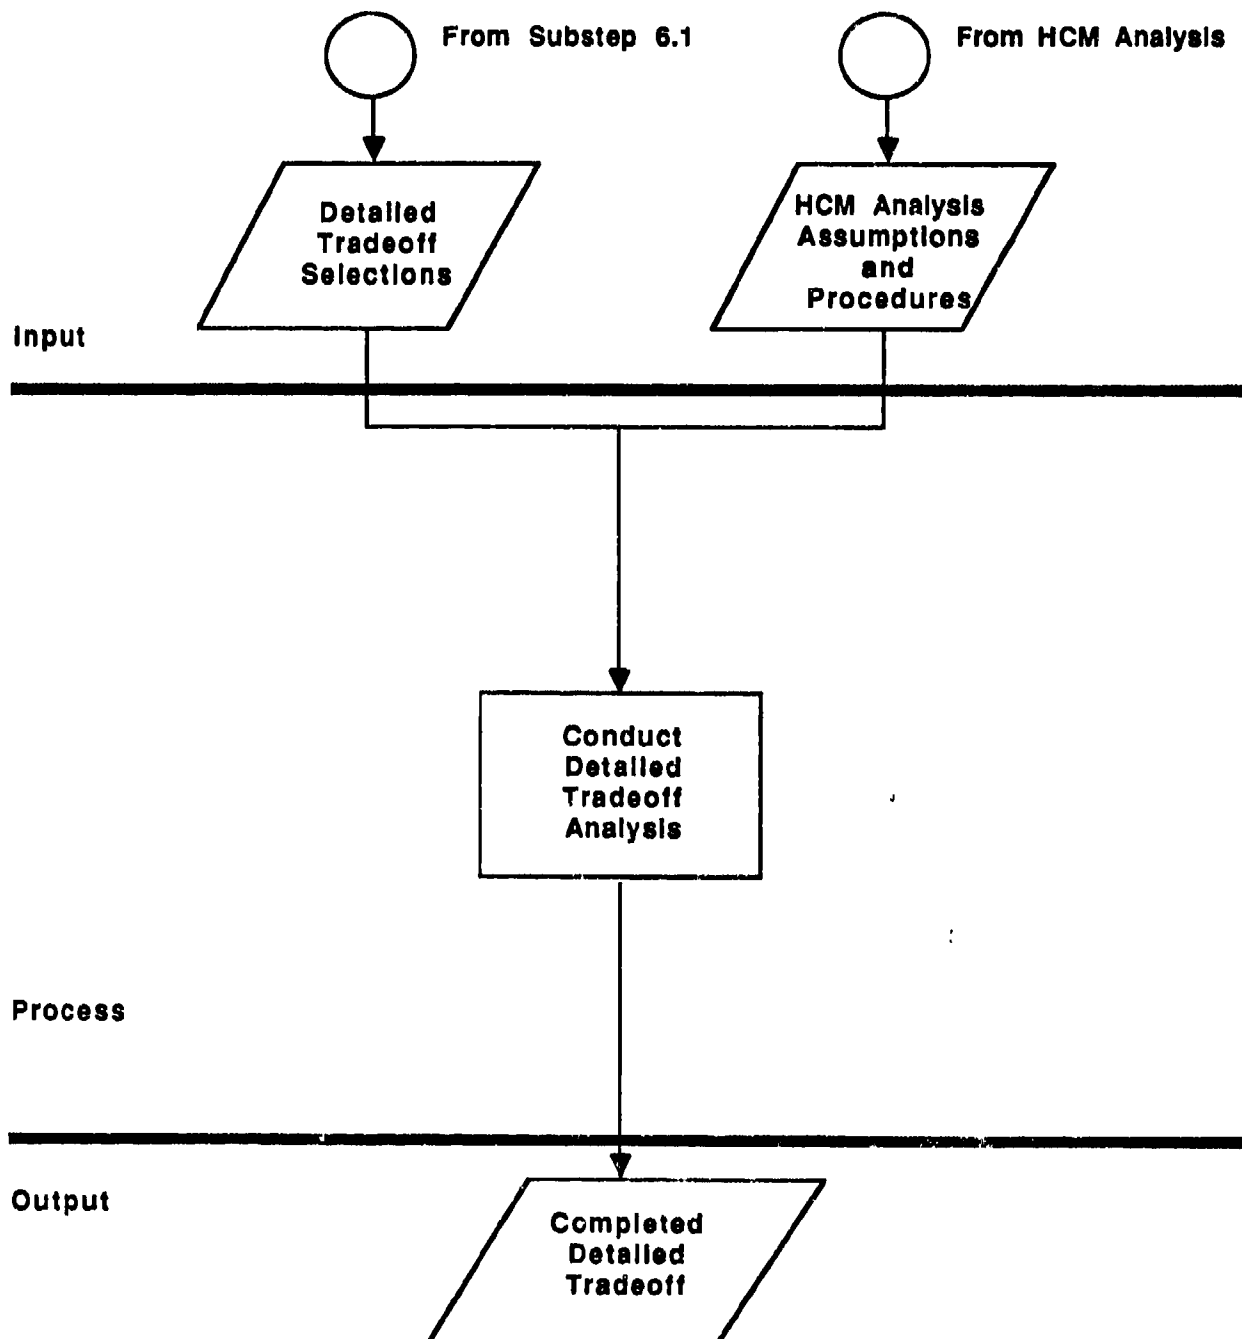 From Substep 6.1
From HCM Analysis
Detailed
Tradeoff
Selections
HCM Analysis
Assumptions
and
Procedures
Input
Conduct
Detailed
Tradeoff
Analysis
Process
Output
Completed
Detailed
Tradeoff